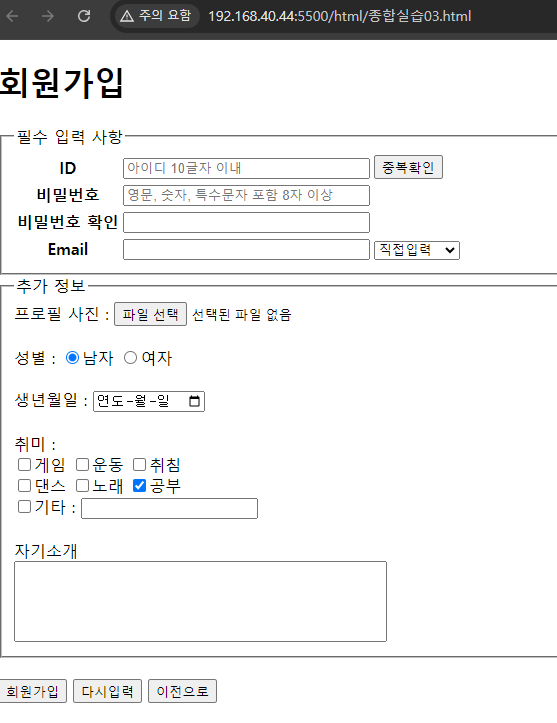 주의 요함 192.168.40.44:5500/html/종합실습03.html
회원가입
필수 입력 사항
ID 아이디 10글자 이내 중복확인
비밀번호 영문, 숫자, 특수문자 포함 8자 이상
비밀번호 확인
Email 직접입력
추가 정보
프로필 사진 : 파일 선택 선택된 파일 없음
성별 : 남자 여자
생년월일 : 연도-월-일
취미 :
게임 운동 취침
댄스 노래 공부
기타 :
자기소개
회원가입 다시입력 이전으로